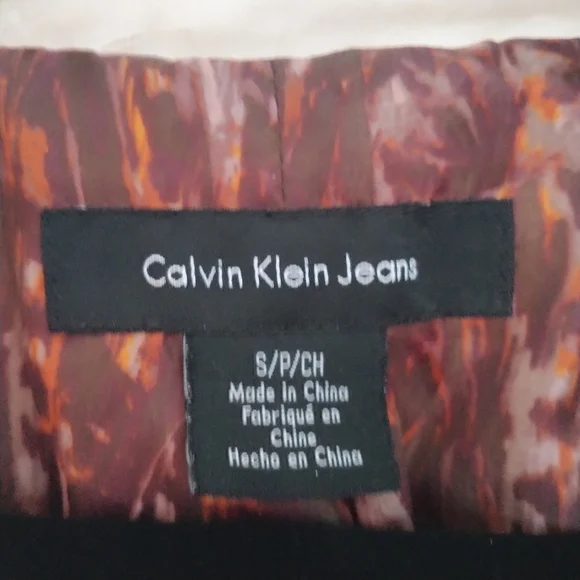 Calvin Klein Jeans
S/P/CH
Made in China
Fabriqué en
Chine
Hecho en China